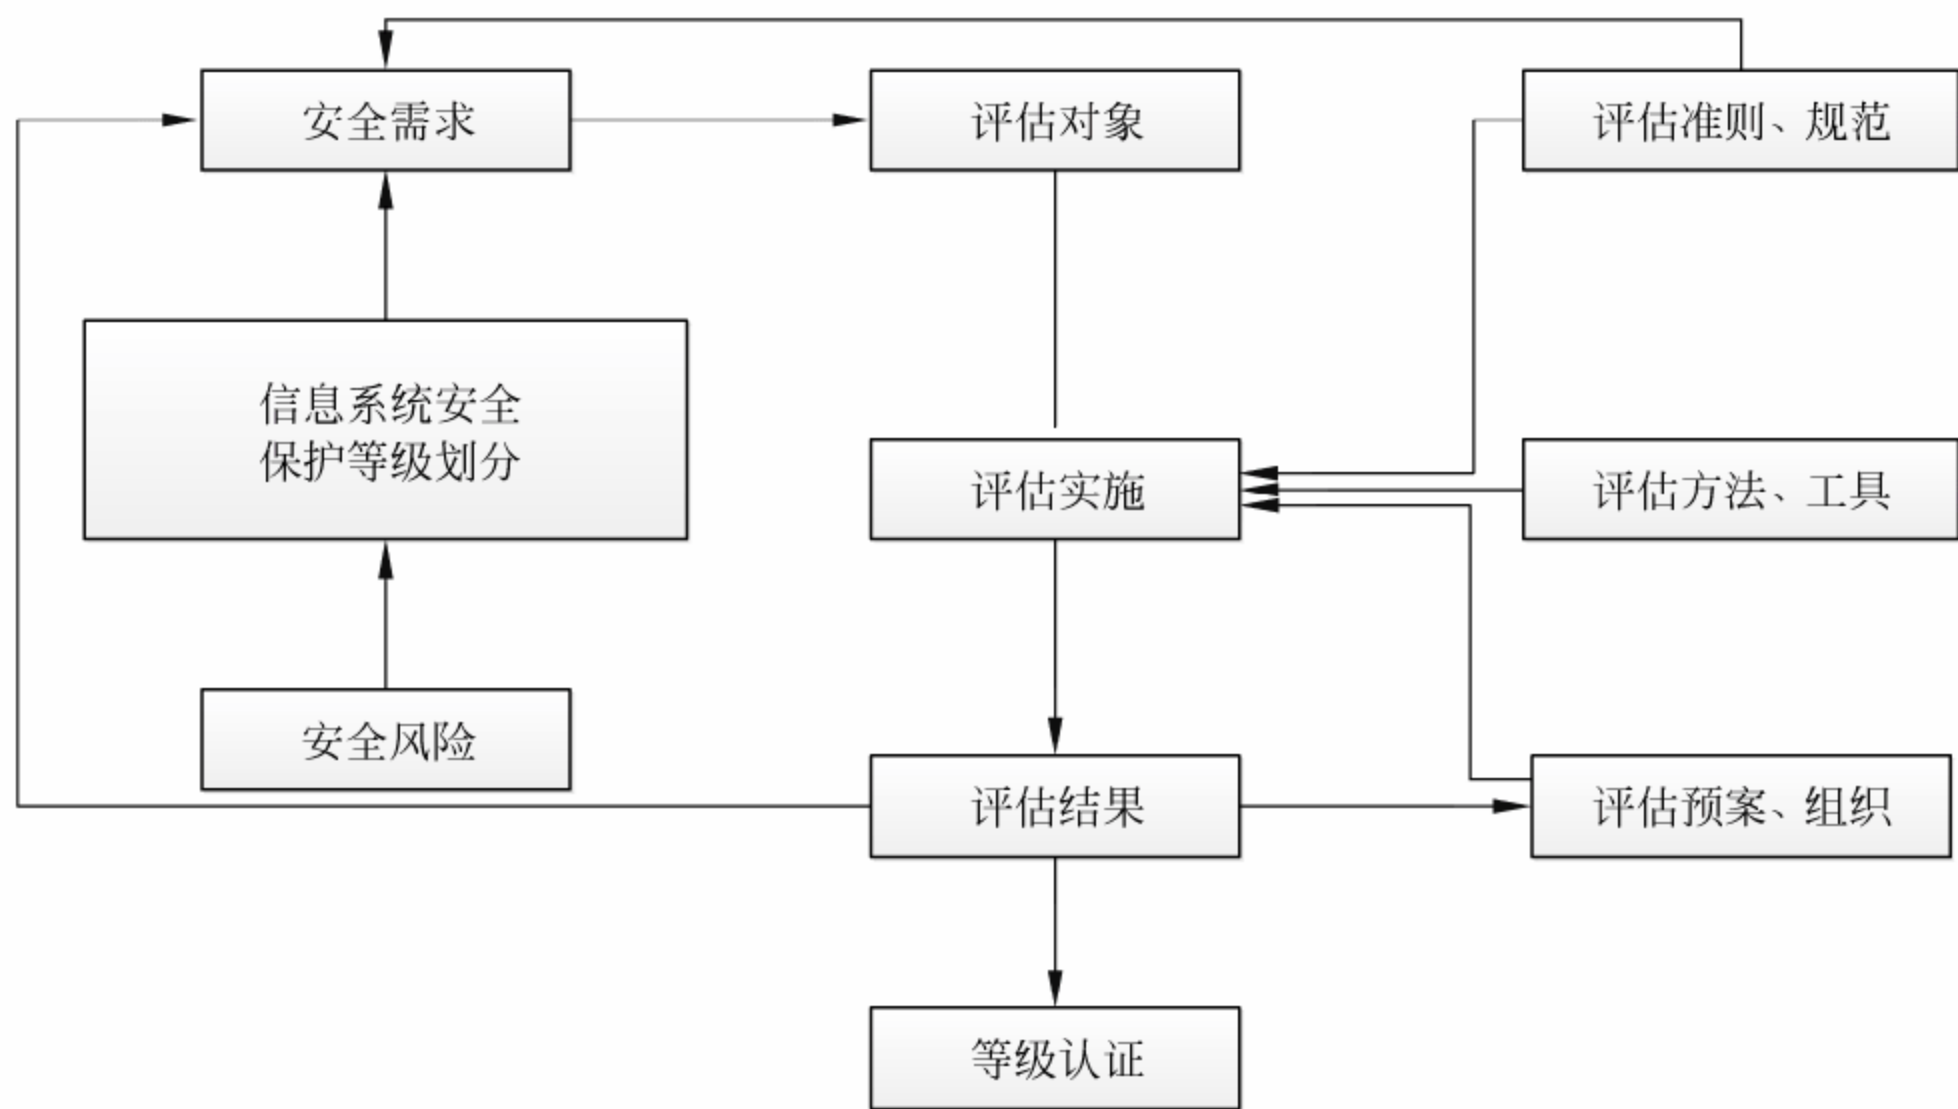 安全需求
评估对象
评估准则、规范
信息系统安全
保护等级划分
评估实施
评估方法、工具
安全风险
评估结果
评估预案、组织
等级认证